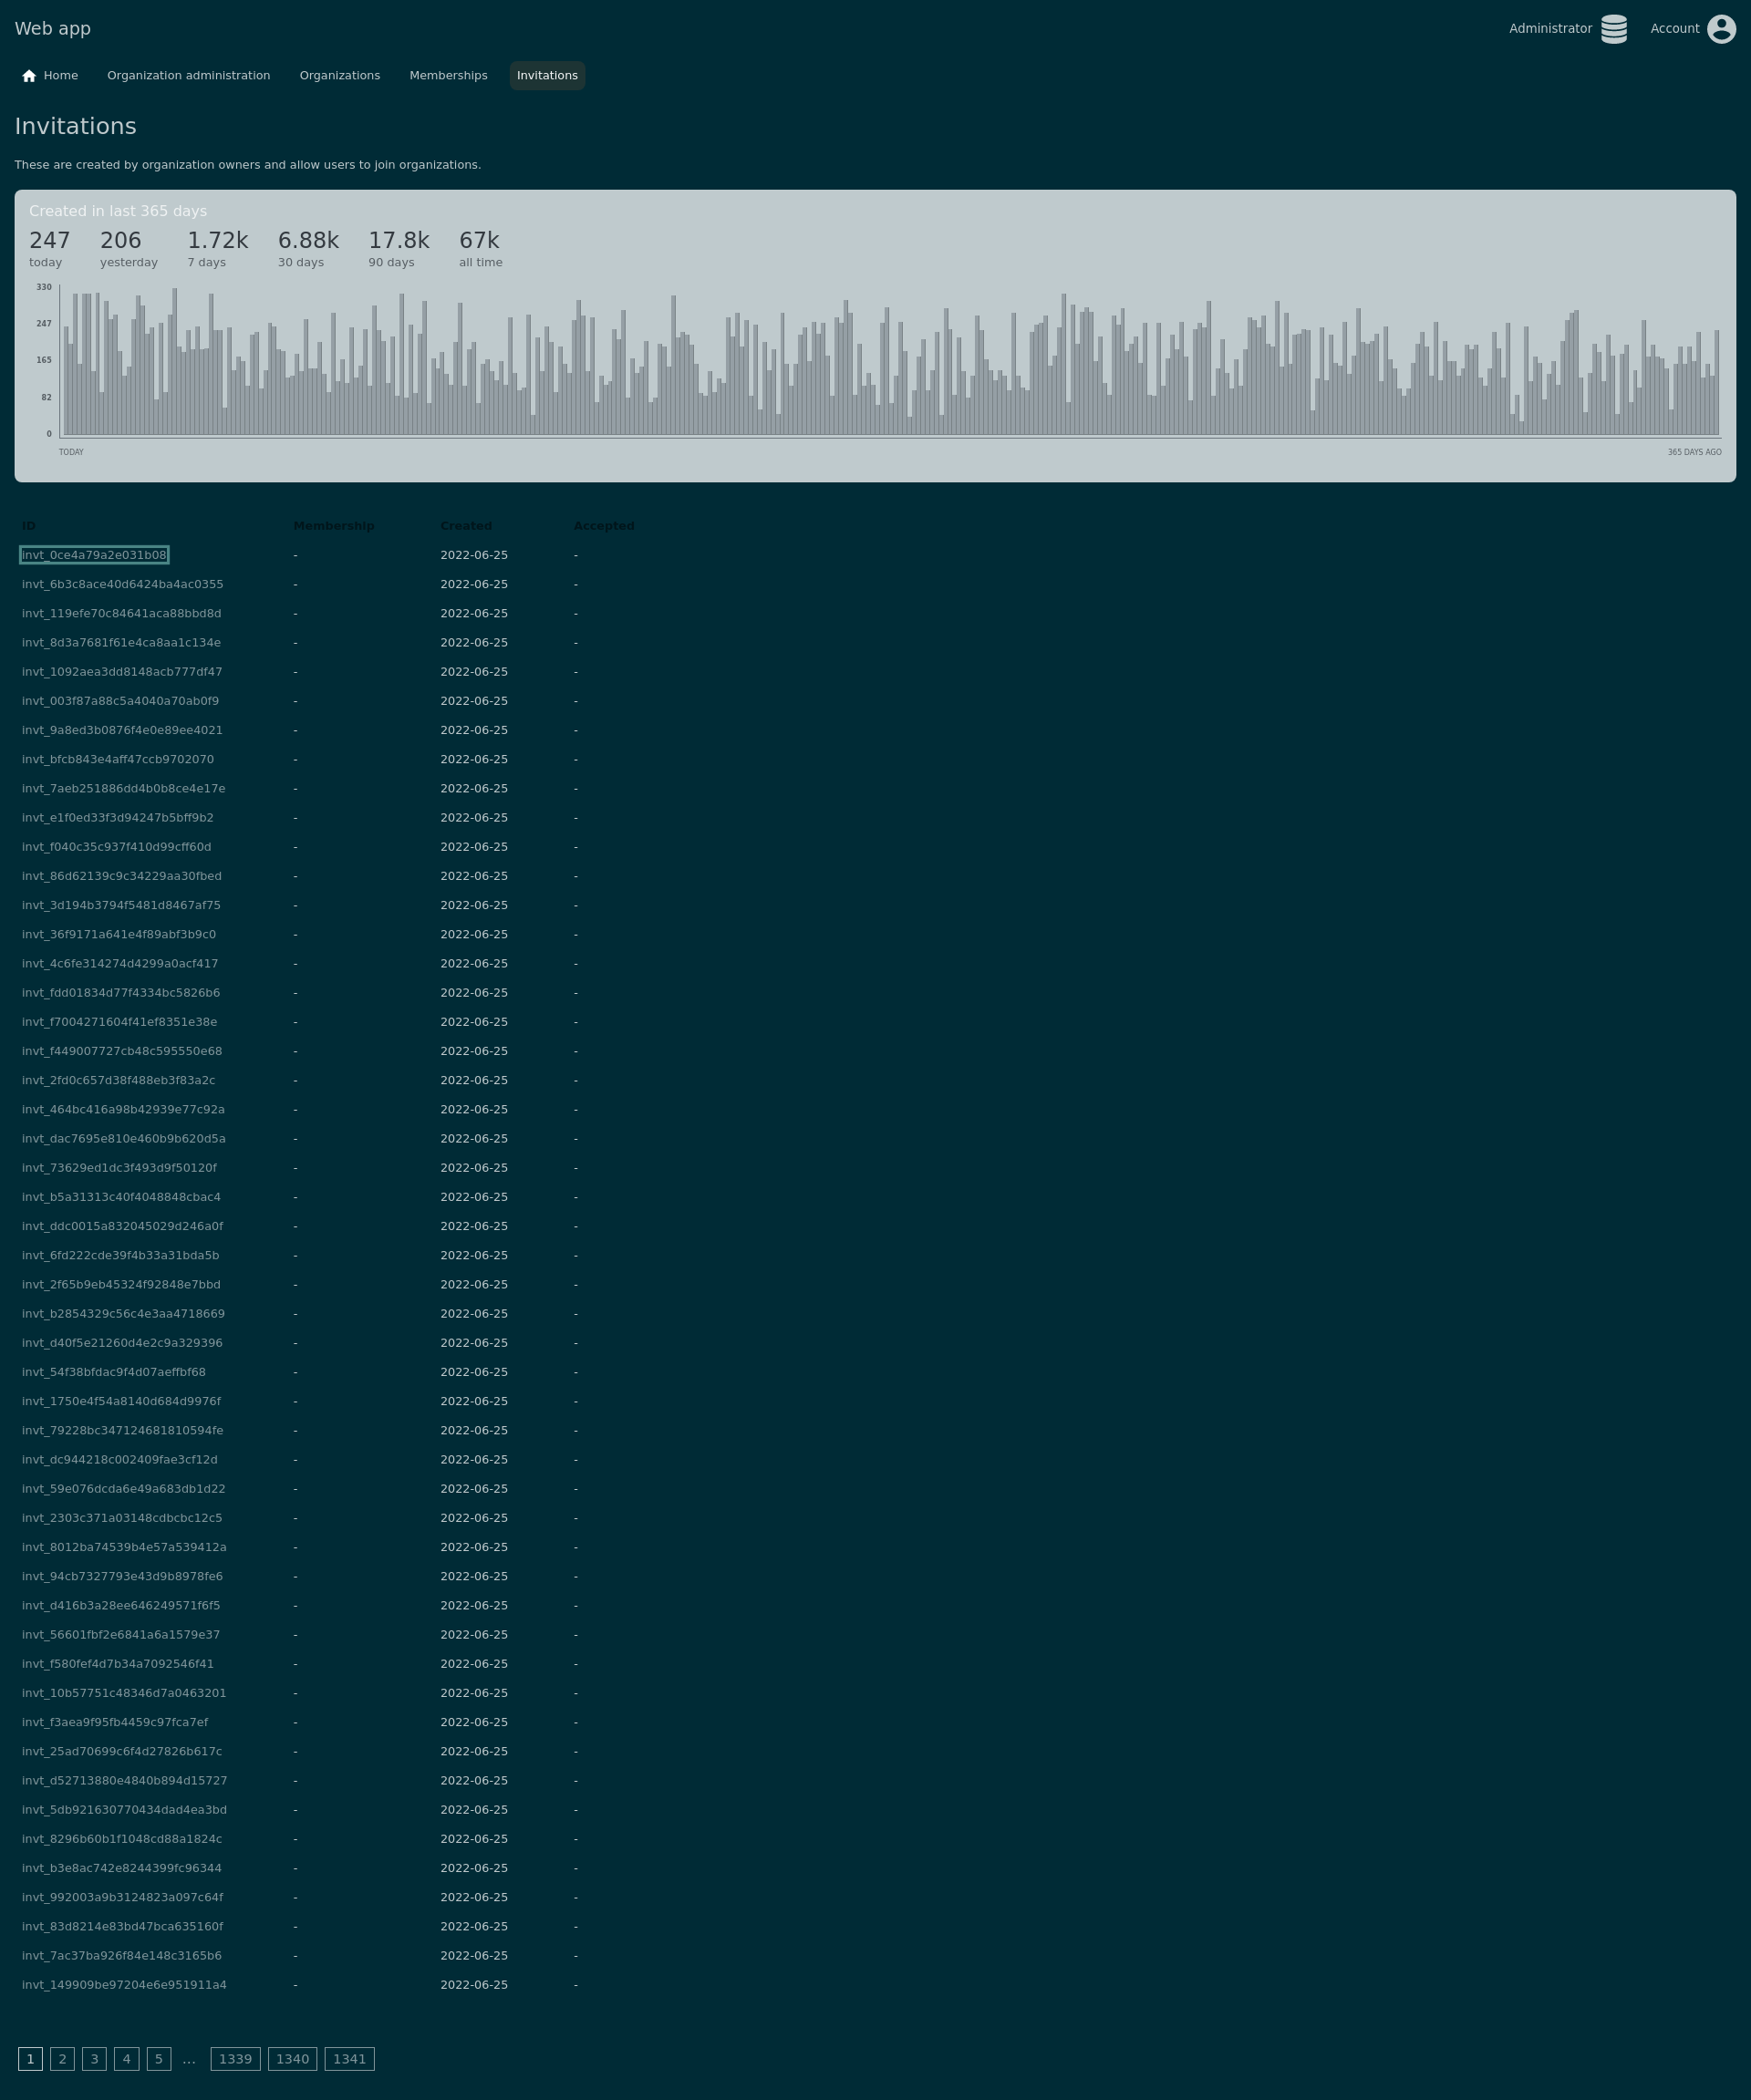 Web app
Administrator
Account
Home Organization administration Organizations Memberships Invitations
Invitations
These are created by organization owners and allow users to join organizations.
Created in last 365 days
247 206 1.72k 6.88k 17.8k 67k
today yesterday 7 days 30 days 90 days all time
330
247
165
82
0
TODAY 365 DAYS AGO
ID Membership Created Accepted
invt_0ce4a79a2e031b08 - 2022-06-25 -
invt_6b3c8ace40d6424ba4ac0355 - 2022-06-25 -
invt_119efe70c84641aca88bbd8d - 2022-06-25 -
invt_8d3a7681f61e4ca8aa1c134e - 2022-06-25 -
invt_1092aea3dd8148acb777df47 - 2022-06-25 -
invt_003f87a88c5a4040a70ab0f9 - 2022-06-25 -
invt_9a8ed3b0876f4e0e89ee4021 - 2022-06-25 -
invt_bfcb843e4aff47ccb9702070 - 2022-06-25 -
invt_7aeb251886dd4b0b8ce4e17e - 2022-06-25 -
invt_e1f0ed33f3d94247b5bff9b2 - 2022-06-25 -
invt_f040c35c937f410d99cff60d - 2022-06-25 -
invt_86d62139c9c34229aa30fbed - 2022-06-25 -
invt_3d194b3794f5481d8467af75 - 2022-06-25 -
invt_36f9171a641e4f89abf3b9c0 - 2022-06-25 -
invt_4c6fe314274d4299a0acf417 - 2022-06-25 -
invt_fdd01834d77f4334bc5826b6 - 2022-06-25 -
invt_f7004271604f41ef8351e38e - 2022-06-25 -
invt_f449007727cb48c595550e68 - 2022-06-25 -
invt_2fd0c657d38f488eb3f83a2c - 2022-06-25 -
invt_464bc416a98b42939e77c92a - 2022-06-25 -
invt_dac7695e810e460b9b620d5a - 2022-06-25 -
invt_73629ed1dc3f493d9f50120f - 2022-06-25 -
invt_b5a31313c40f4048848cbac4 - 2022-06-25 -
invt_ddc0015a832045029d246a0f - 2022-06-25 -
invt_6fd222cde39f4b33a31bda5b - 2022-06-25 -
invt_2f65b9eb45324f92848e7bbd - 2022-06-25 -
invt_b2854329c56c4e3aa4718669 - 2022-06-25 -
invt_d40f5e21260d4e2c9a329396 - 2022-06-25 -
invt_54f38bfdac9f4d07aeffbf68 - 2022-06-25 -
invt_1750e4f54a8140d684d9976f - 2022-06-25 -
invt_79228bc347124681810594fe - 2022-06-25 -
invt_dc944218c002409fae3cf12d - 2022-06-25 -
invt_59e076dcda6e49a683db1d22 - 2022-06-25 -
invt_2303c371a03148cdbcbc12c5 - 2022-06-25 -
invt_8012ba74539b4e57a539412a - 2022-06-25 -
invt_94cb7327793e43d9b8978fe6 - 2022-06-25 -
invt_d416b3a28ee646249571f6f5 - 2022-06-25 -
invt_56601fbf2e6841a6a1579e37 - 2022-06-25 -
invt_f580fef4d7b34a7092546f41 - 2022-06-25 -
invt_10b57751c48346d7a0463201 - 2022-06-25 -
invt_f3aea9f95fb4459c97fca7ef - 2022-06-25 -
invt_25ad70699c6f4d27826b617c - 2022-06-25 -
invt_d52713880e4840b894d15727 - 2022-06-25 -
invt_5db921630770434dad4ea3bd - 2022-06-25 -
invt_8296b60b1f1048cd88a1824c - 2022-06-25 -
invt_b3e8ac742e8244399fc96344 - 2022-06-25 -
invt_992003a9b3124823a097c64f - 2022-06-25 -
invt_83d8214e83bd47bca635160f - 2022-06-25 -
invt_7ac37ba926f84e148c3165b6 - 2022-06-25 -
invt_149909be97204e6e951911a4 - 2022-06-25 -
1 2 3 4 5 … 1339 1340 1341